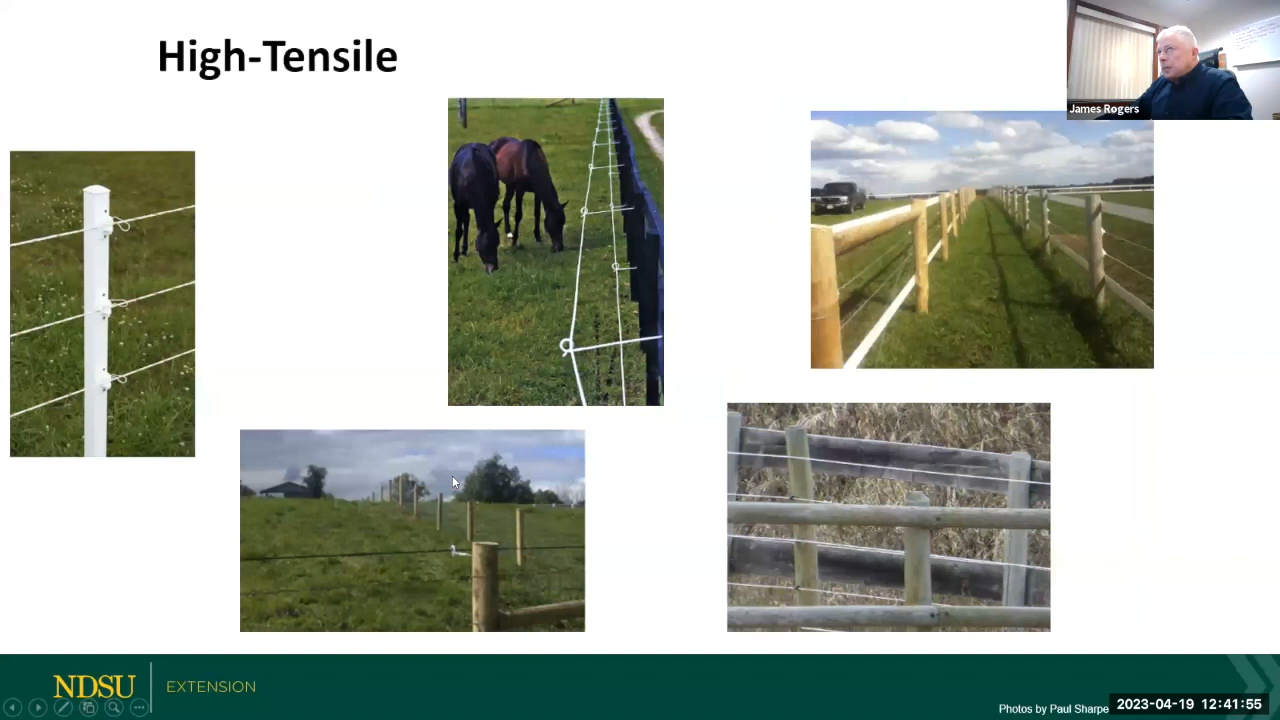 High-Tensile
James Rogers
NDSU
EXTENSION
Photos by Paul Sharpe
2023-04-19 12:41:55